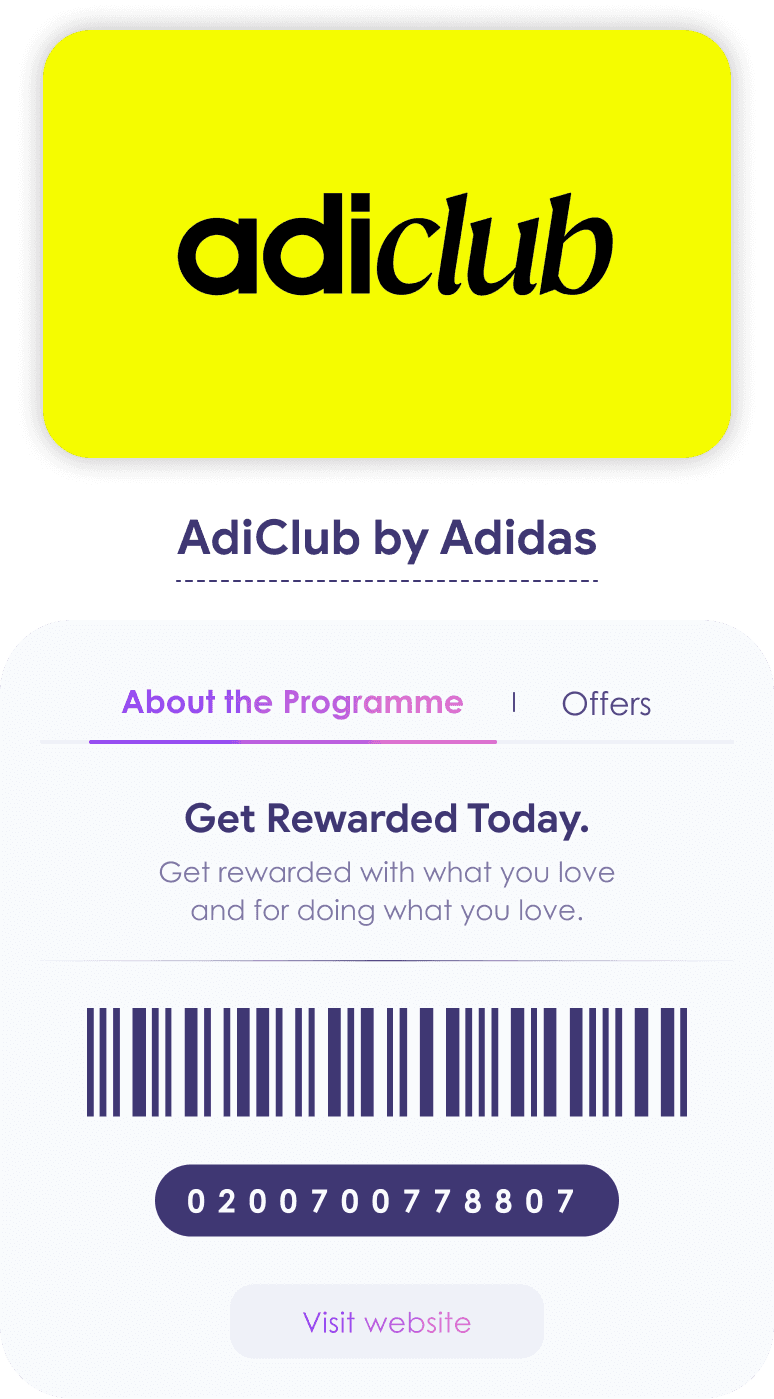 adiclub
AdiClub by Adidas
About the Programme | Offers
Get Rewarded Today.
Get rewarded with what you love
and for doing what you love.
0200700778807
Visit website